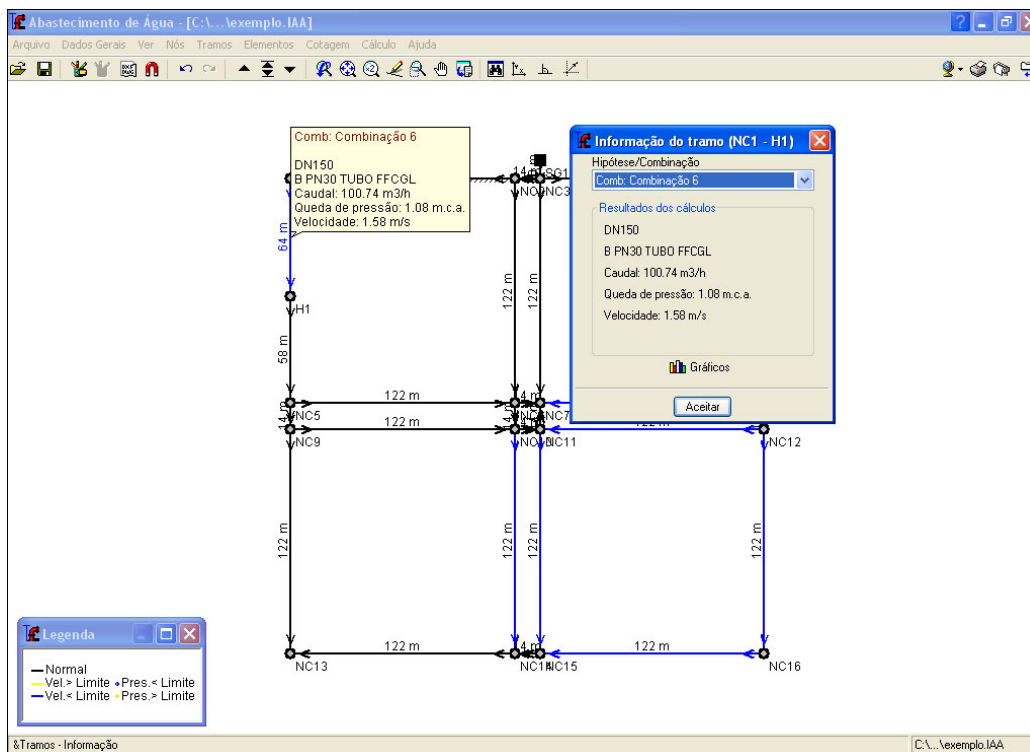 Abastecimento de Água - [C:\...\exemplo.IAA]
Arquivo Dados Gerais Ver Nós Tramos Elementos Cotagem Cálculo Ajuda
Comb: Combinação 6
DN150
B PN30 TUBO FFCGL
Caudal: 100.74 m3/h
Queda de pressão: 1.08 m.c.a.
Velocidade: 1.58 m/s
SG1
NC3
Informação do tramo (NC1 - H1)
Hipótese/Combinação
Comb: Combinação 6
Resultados dos cálculos
DN150
B PN30 TUBO FFCGL
Caudal: 100.74 m3/h
Queda de pressão: 1.08 m.c.a.
Velocidade: 1.58 m/s
Gráficos
Aceitar
64 m
122 m
122 m
H1
58 m
122 m
NC5
NC7
122 m
122 m
NC9
NC11
NC12
122 m
122 m
122 m
122 m
122 m
122 m
NC13
NC14
NC15
NC16
Legenda
Normal
Vel.> Limite Pres.< Limite
Vel.< Limite Pres.> Limite
&Tramos - Informação
C:\...\exemplo.IAA